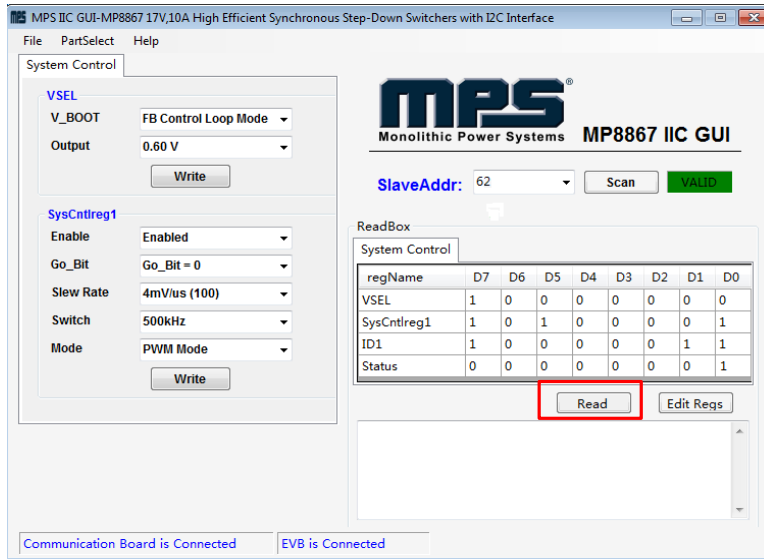 MPS IIC GUI-MP8867 17V,10A High Efficient Synchronous Step-Down Switchers with I2C Interface
File PartSelect Help
System Control
VSEL
V_BOOT FB Control Loop Mode
Output 0.60 V
Write
SysCntlreg1
Enable Enabled
Go_Bit Go_Bit = 0
Slew Rate 4mV/us (100)
Switch 500kHz
Mode PWM Mode
Write
mps®
Monolithic Power Systems MP8867 IIC GUI
SlaveAddr: 62 Scan VALID
ReadBox
System Control
regName D7 D6 D5 D4 D3 D2 D1 D0
VSEL 1 0 0 0 0 0 0 0
SysCntlreg1 1 0 1 0 0 0 0 1
ID1 1 0 0 0 0 0 1 1
Status 0 0 0 0 0 0 0 1
Read Edit Regs
Communication Board is Connected EVB is Connected